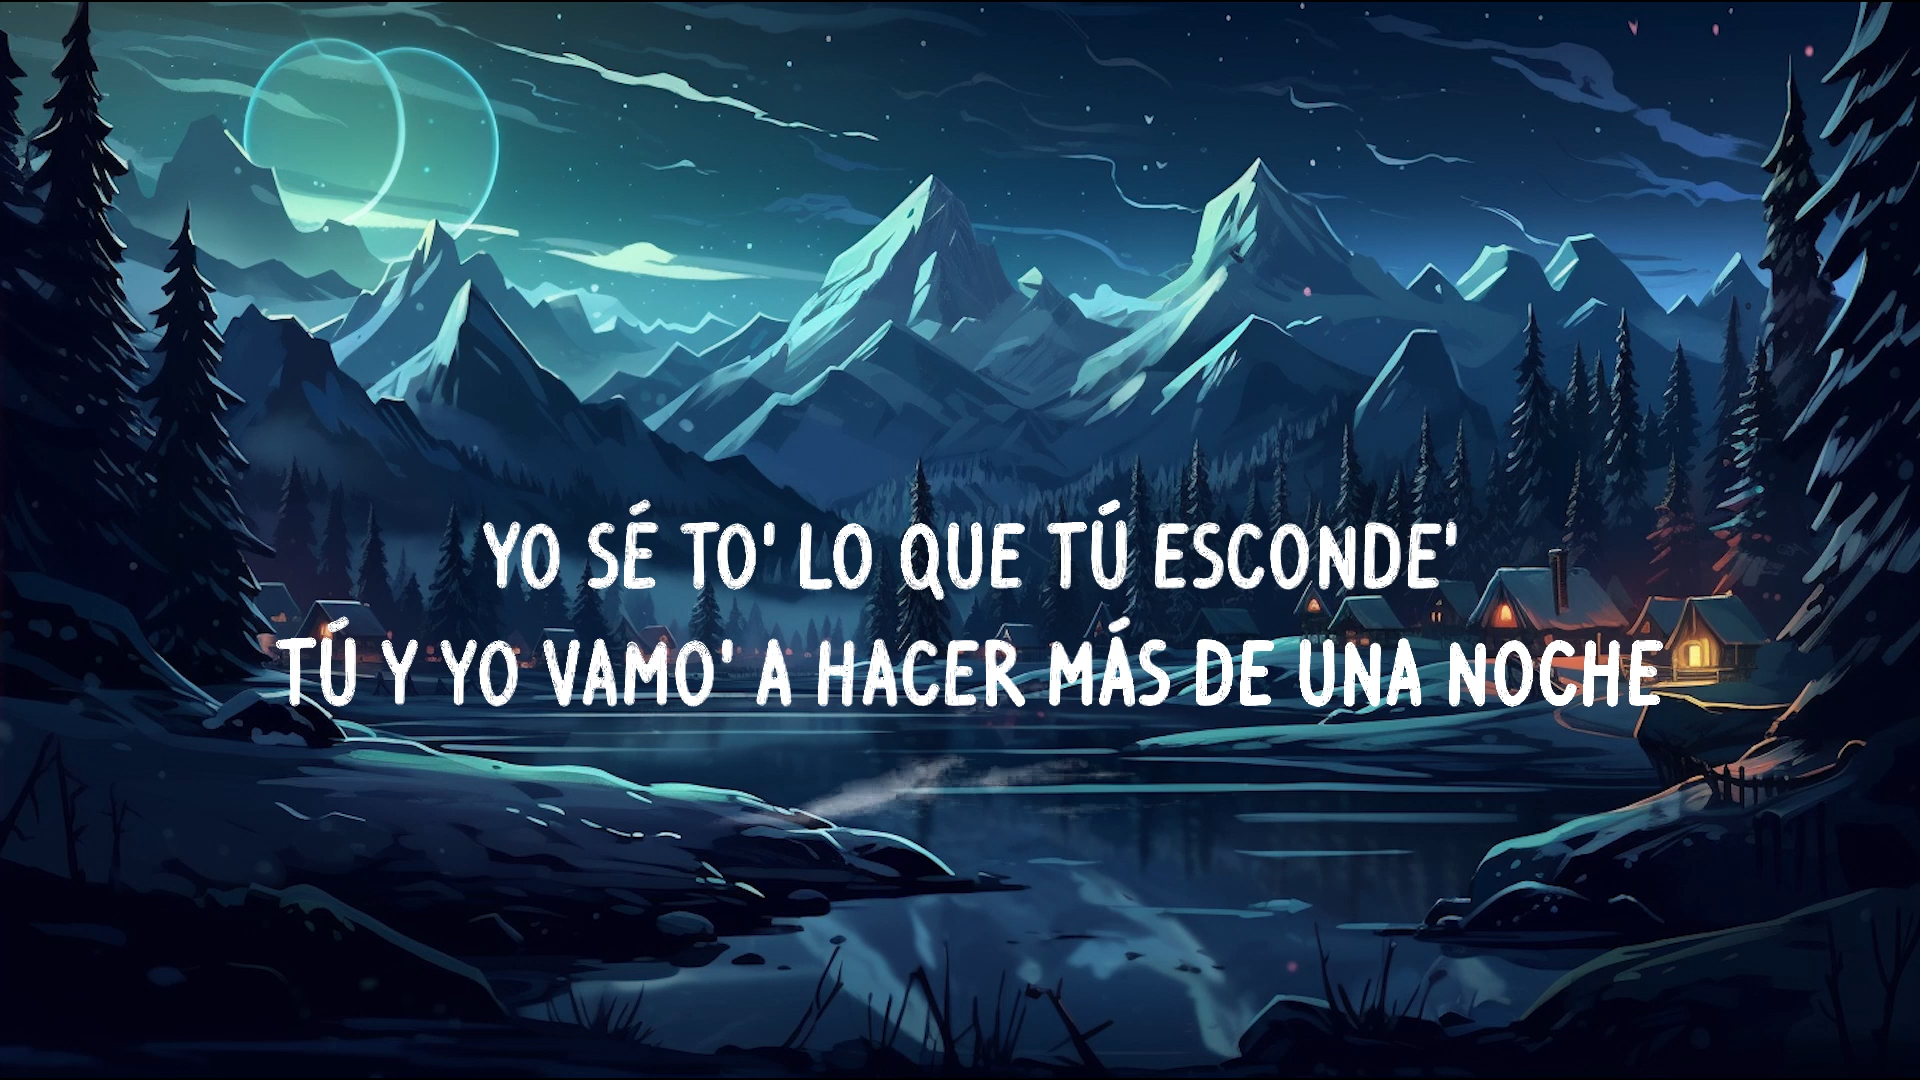 YO SÉ TO' LO QUE TÚ ESCONDE'
TÚ Y YO VAMO' A HACER MÁS DE UNA NOCHE